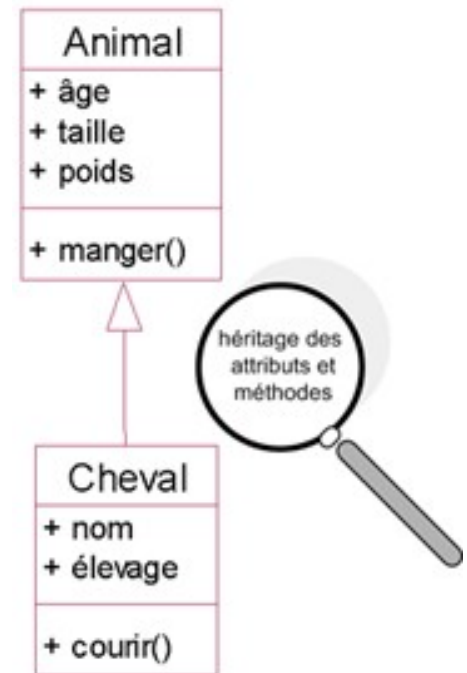 Animal
+ âge
+ taille
+ poids
+ manger()
héritage des
attributs et
méthodes
Cheval
+ nom
+ élevage
+ courir()